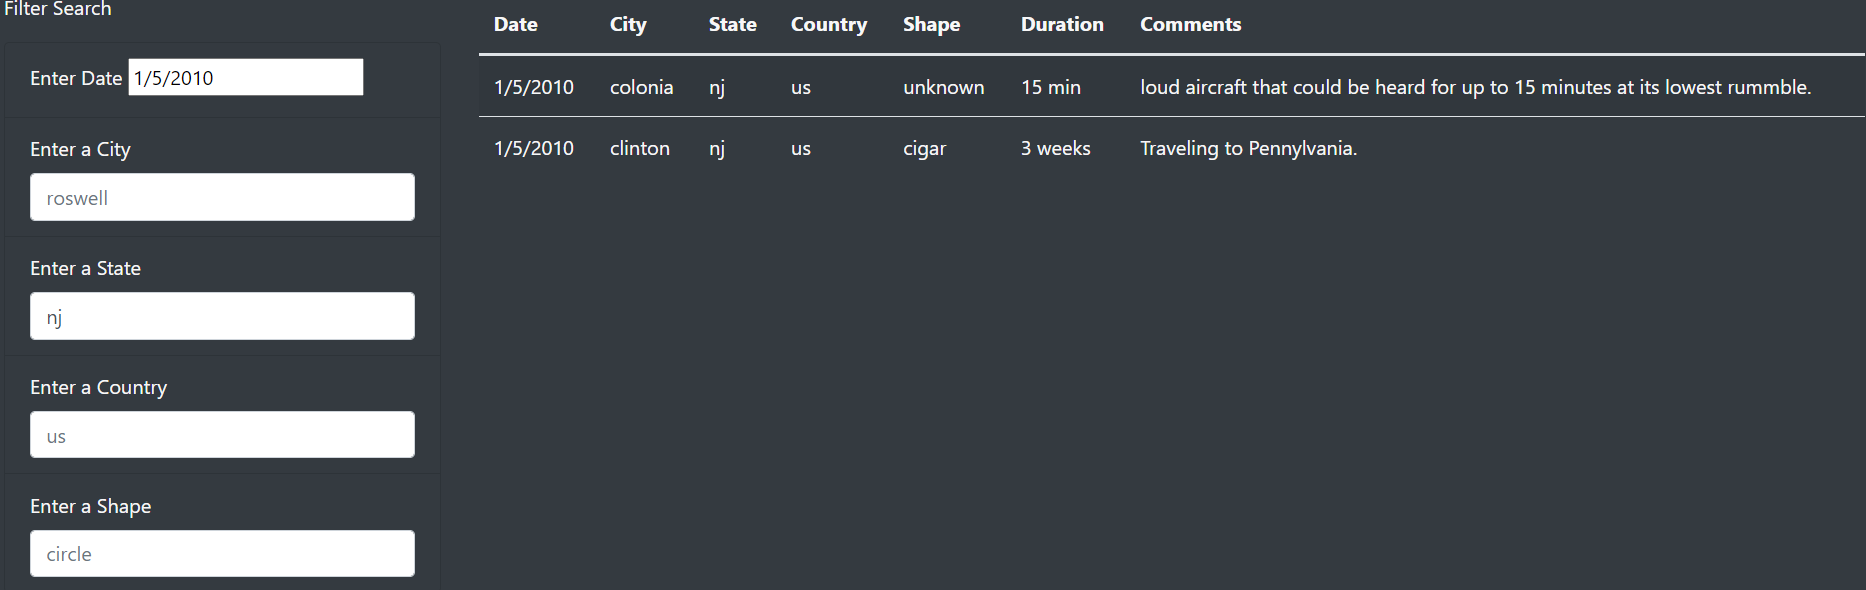 Filter Search
Enter Date 1/5/2010
Enter a City
roswell
Enter a State
nj
Enter a Country
us
Enter a Shape
circle
Date City State Country Shape Duration Comments
1/5/2010 colonia nj us unknown 15 min loud aircraft that could be heard for up to 15 minutes at its lowest rummble.
1/5/2010 clinton nj us cigar 3 weeks Traveling to Pennylvania.